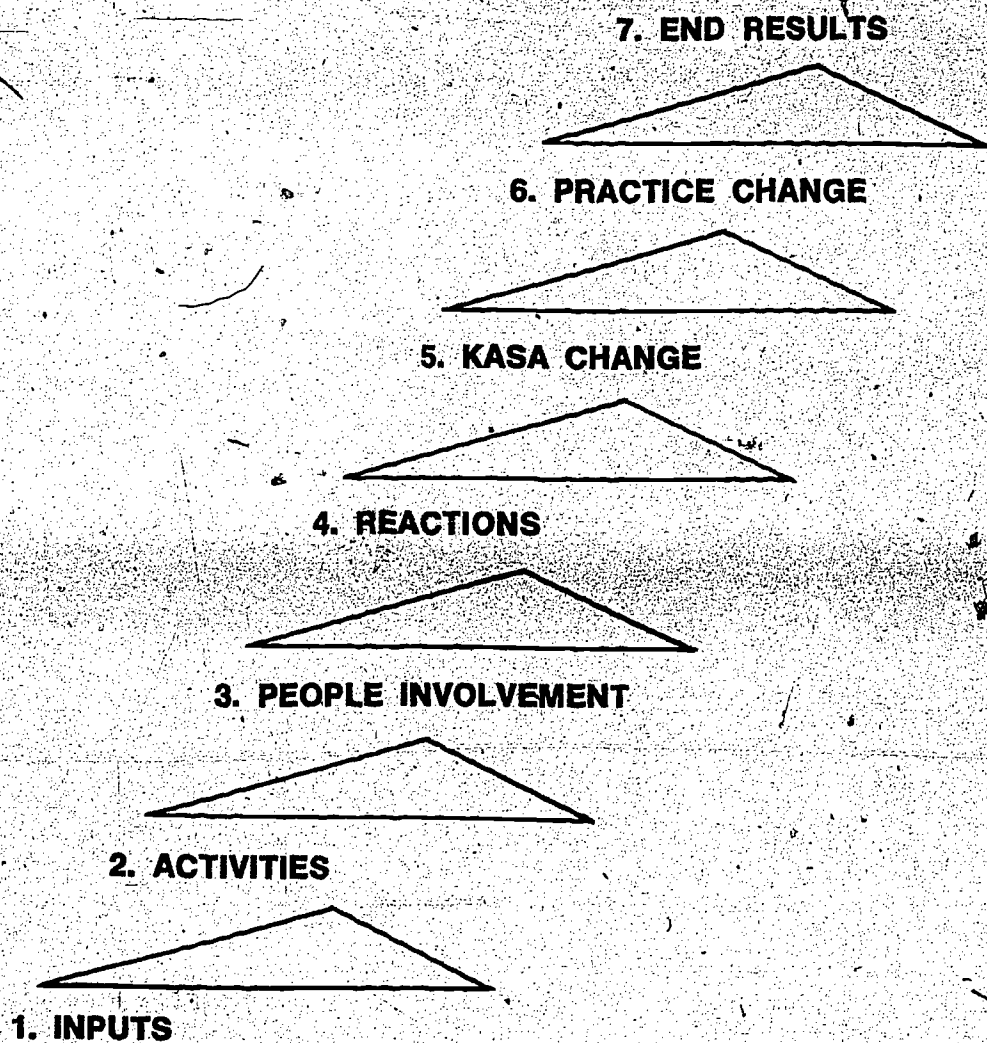 7. END RESULTS
6. PRACTICE CHANGE
5. KASA CHANGE
4. REACTIONS
3. PEOPLE INVOLVEMENT
2. ACTIVITIES
1. INPUTS